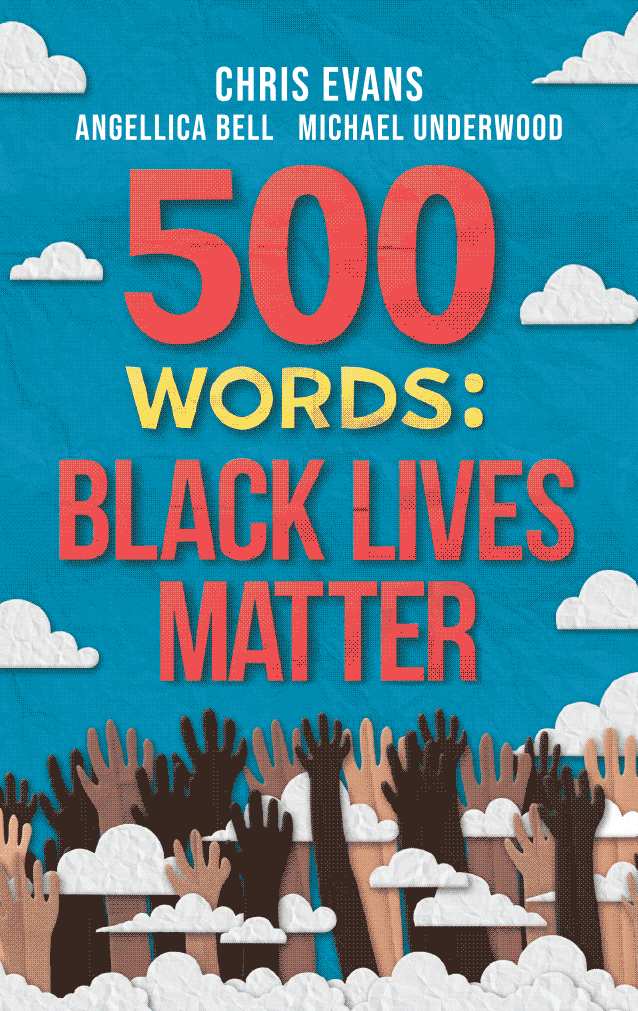 CHRIS EVANS
ANGELLICA BELL MICHAEL UNDERWOOD
500
WORDS:
BLACK LIVES
MATTER